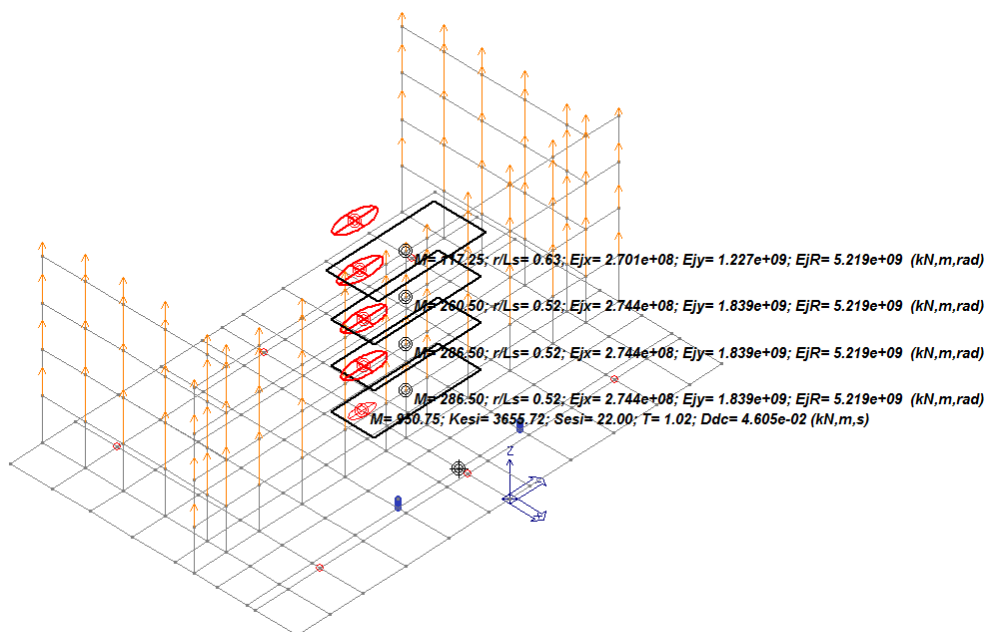 M= 117.25; r/Ls= 0.63; Ejx= 2.701e+08; Ejy= 1.227e+09; EjR= 5.219e+09 (kN,m,rad)
M= 260.50; r/Ls= 0.52; Ejx= 2.744e+08; Ejy= 1.839e+09; EjR= 5.219e+09 (kN,m,rad)
M= 286.50; r/Ls= 0.52; Ejx= 2.744e+08; Ejy= 1.839e+09; EjR= 5.219e+09 (kN,m,rad)
M= 286.50; r/Ls= 0.52; Ejx= 2.744e+08; Ejy= 1.839e+09; EjR= 5.219e+09 (kN,m,rad)
M= 950.75; Kesi= 3655.72; Sesi= 22.00; T= 1.02; Ddc= 4.605e-02 (kN,m,s)
Z